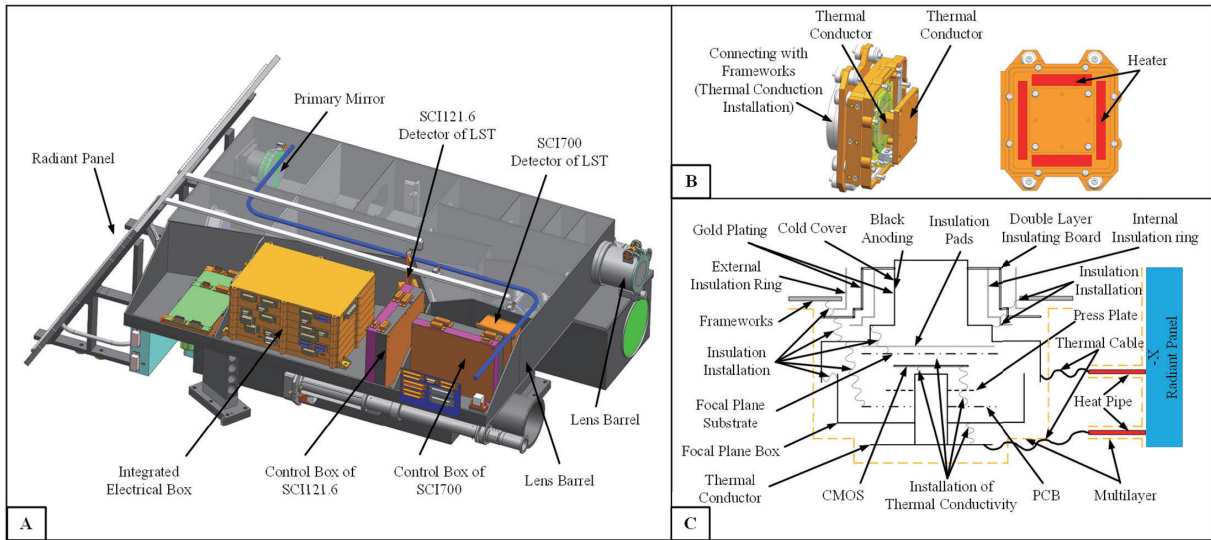 Primary Mirror
SCI121.6
Detector of LST
SCI700
Detector of LST
Radiant Panel
Lens Barrel
Integrated
Electrical Box
Control Box of
SCI121.6
Control Box of
SCI700
Lens Barrel
A
Thermal
Conductor
Thermal
Conductor
Connecting with
Frameworks
(Thermal Conduction
Installation)
Heater
B
Gold Plating
Cold Cover
Black
Anoding
Insulation
Pads
Double Layer
Insulating Board
Internal
Insulation ring
External
Insulation Ring
Insulation
Installation
Frameworks
Press Plate
Thermal Cable
Insulation
Installation
-X
Radiant Panel
Focal Plane
Substrate
Heat Pipe
Focal Plane Box
Thermal
Conductor
CMOS
Installation of
Thermal Conductivity
PCB
Multilayer
C